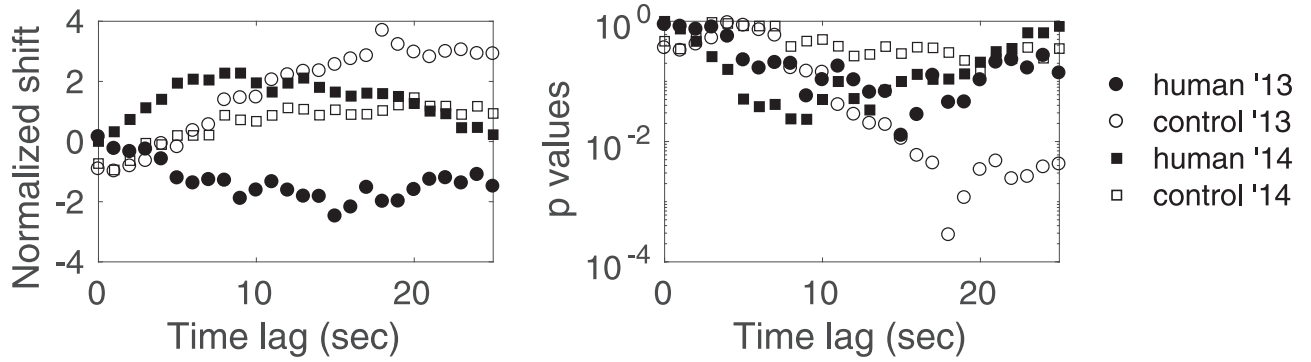 Normalized shift
4
2
0
-2
-4
0
10
20
Time lag (sec)
p values
10^0
10^-2
10^-4
0
10
20
Time lag (sec)
human '13
control '13
human '14
control '14